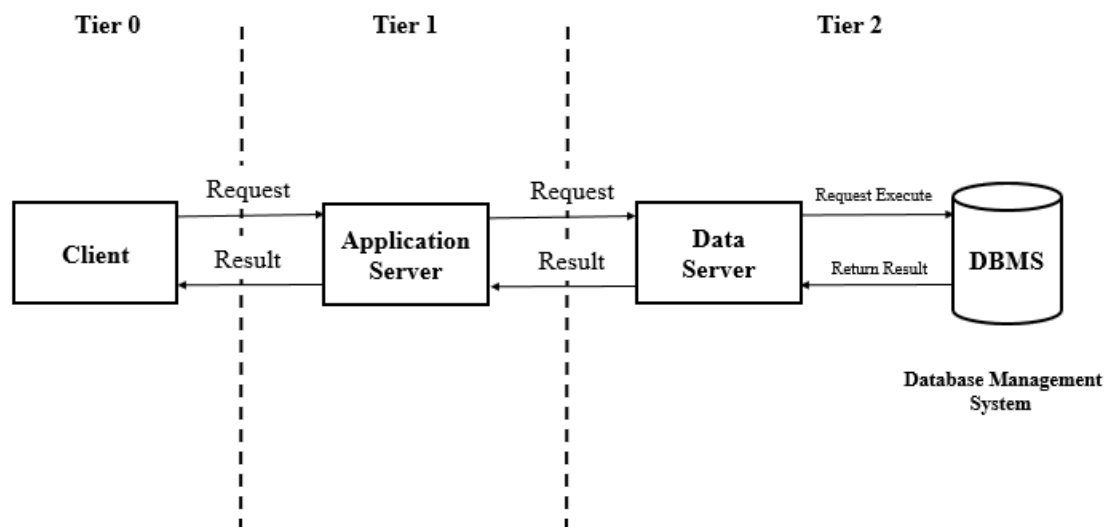 Tier 0
Tier 1
Tier 2
Request
Request
Request Execute
Client
Application
Server
Data
Server
DBMS
Result
Result
Return Result
Database Management
System